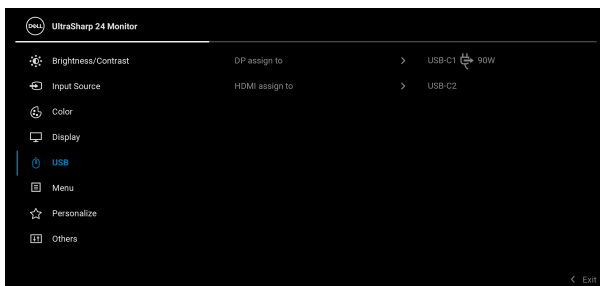 DELL UltraSharp 24 Monitor
Brightness/Contrast DP assign to > USB-C1 90W
Input Source HDMI assign to > USB-C2
Color
Display
USB
Menu
Personalize
Others
< Exit